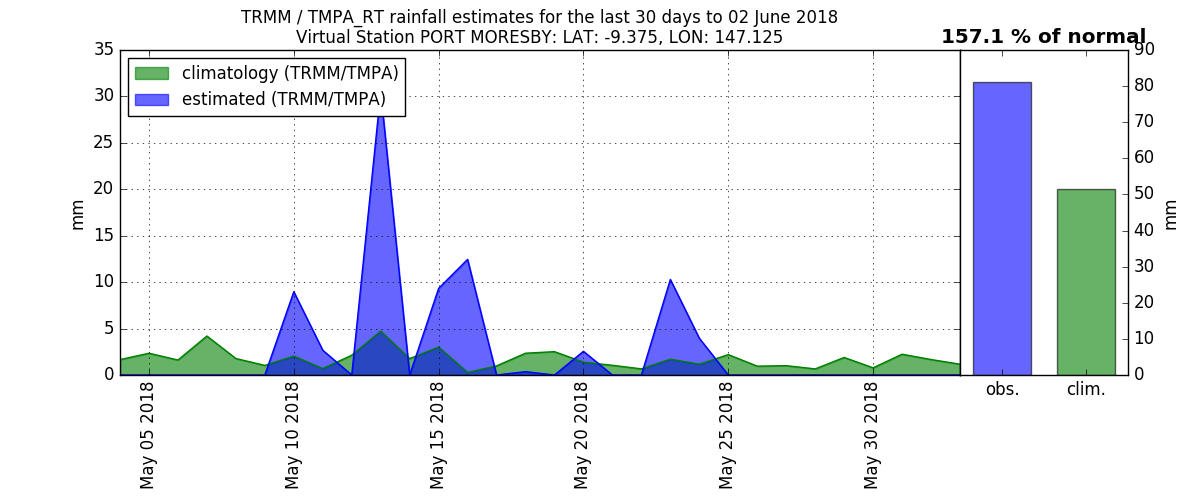 TRMM / TMPA_RT rainfall estimates for the last 30 days to 02 June 2018
Virtual Station PORT MORESBY: LAT: -9.375, LON: 147.125
157.1 % of normal
climatology (TRMM/TMPA)
estimated (TRMM/TMPA)
35
30
25
20
15
10
5
0
mm
May 05 2018
May 10 2018
May 15 2018
May 20 2018
May 25 2018
May 30 2018
90
80
70
60
50
40
30
20
10
0
mm
obs.
clim.